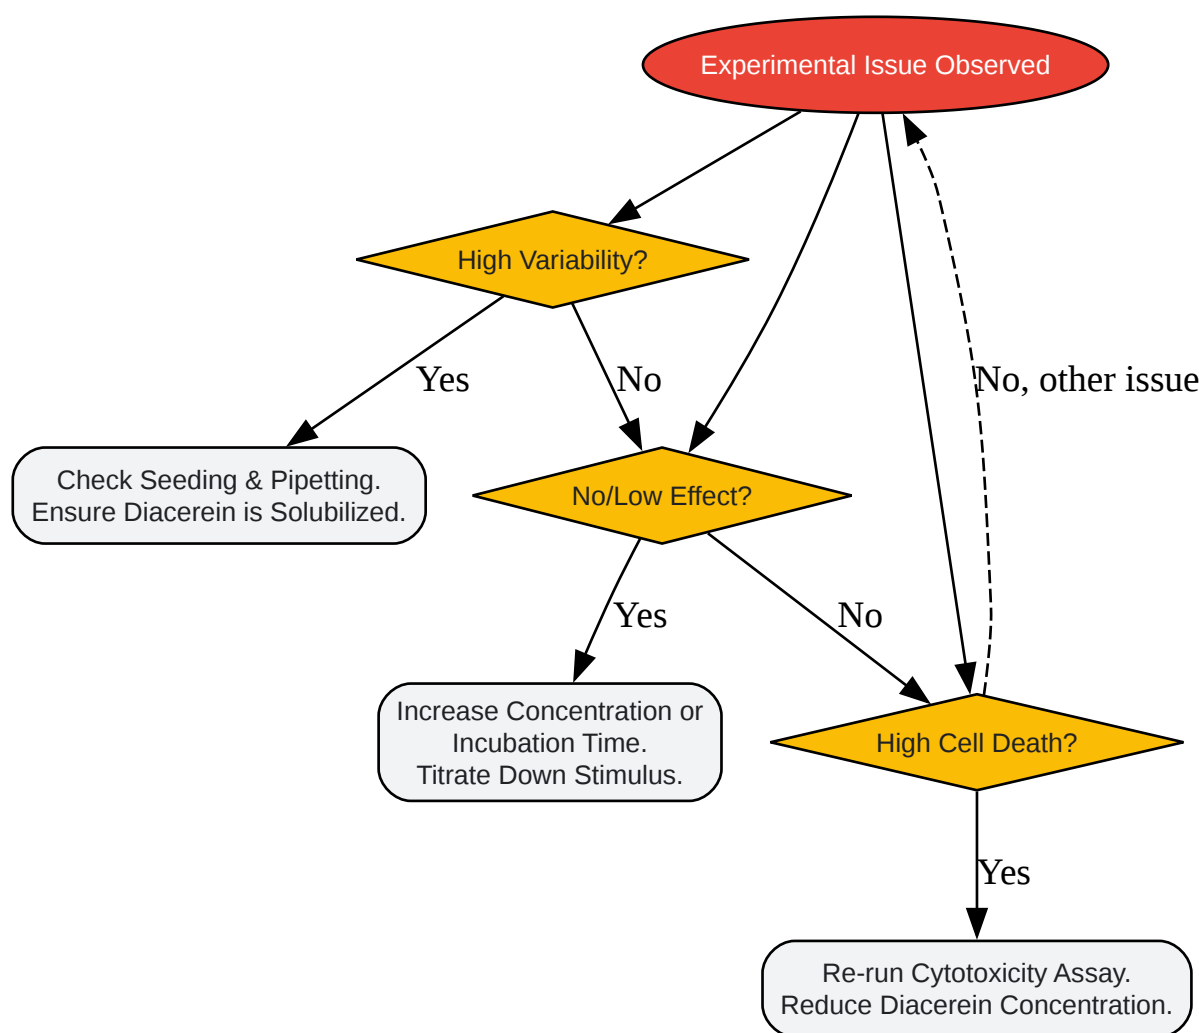 Experimental Issue Observed
High Variability?
Yes
No
No, other issue
Check Seeding & Pipetting.
Ensure Diacerein is Solubilized.
No/Low Effect?
Yes
No
Increase Concentration or
Incubation Time.
Titrate Down Stimulus.
High Cell Death?
Yes
Re-run Cytotoxicity Assay.
Reduce Diacerein Concentration.